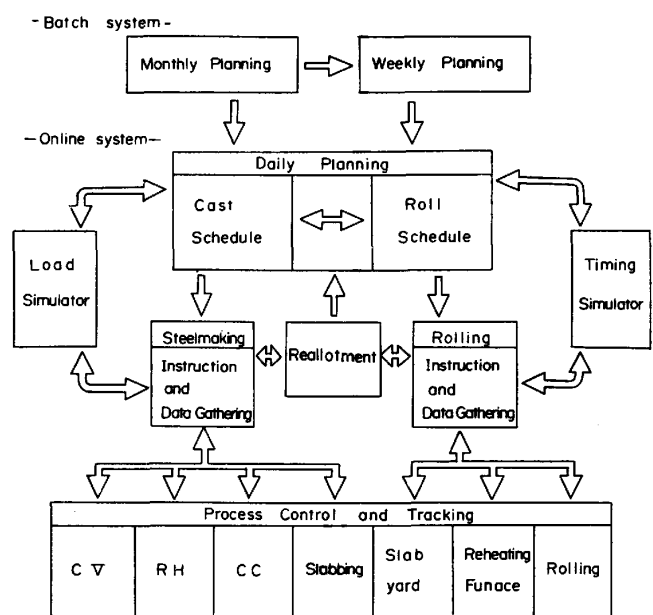 - Batch system -
Monthly Planning
Weekly Planning
- Online system -
Daily Planning
Cast
Schedule
Roll
Schedule
Load
Simulator
Timing
Simulator
Steelmaking
Instruction
and
Data Gathering
Reallotment
Rolling
Instruction
and
Data Gathering
Process Control and Tracking
C V
R H
C C
Slabbing
Slab
yard
Reheating
Funace
Rolling